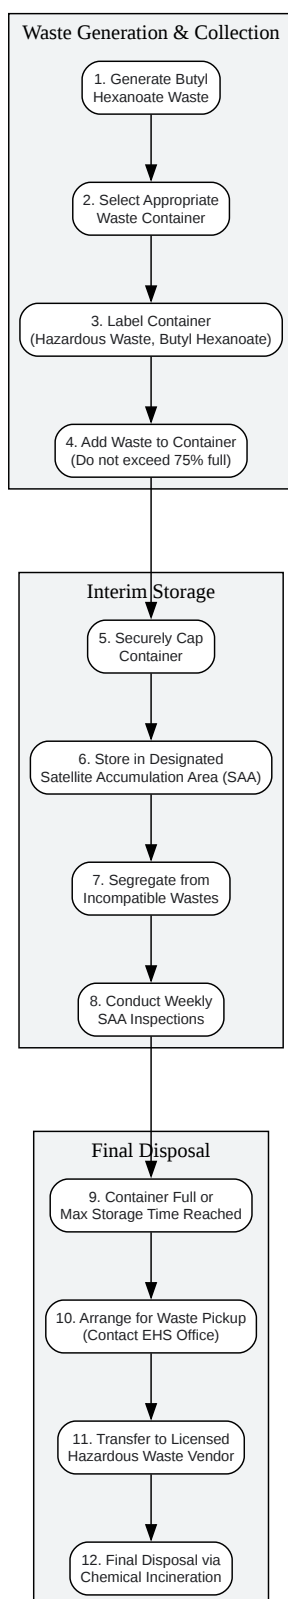 Waste Generation & Collection
1. Generate Butyl
Hexanoate Waste
2. Select Appropriate
Waste Container
3. Label Container
(Hazardous Waste, Butyl Hexanoate)
4. Add Waste to Container
(Do not exceed 75% full)
Interim Storage
5. Securely Cap
Container
6. Store in Designated
Satellite Accumulation Area (SAA)
7. Segregate from
Incompatible Wastes
8. Conduct Weekly
SAA Inspections
Final Disposal
9. Container Full or
Max Storage Time Reached
10. Arrange for Waste Pickup
(Contact EHS Office)
11. Transfer to Licensed
Hazardous Waste Vendor
12. Final Disposal via
Chemical Incineration